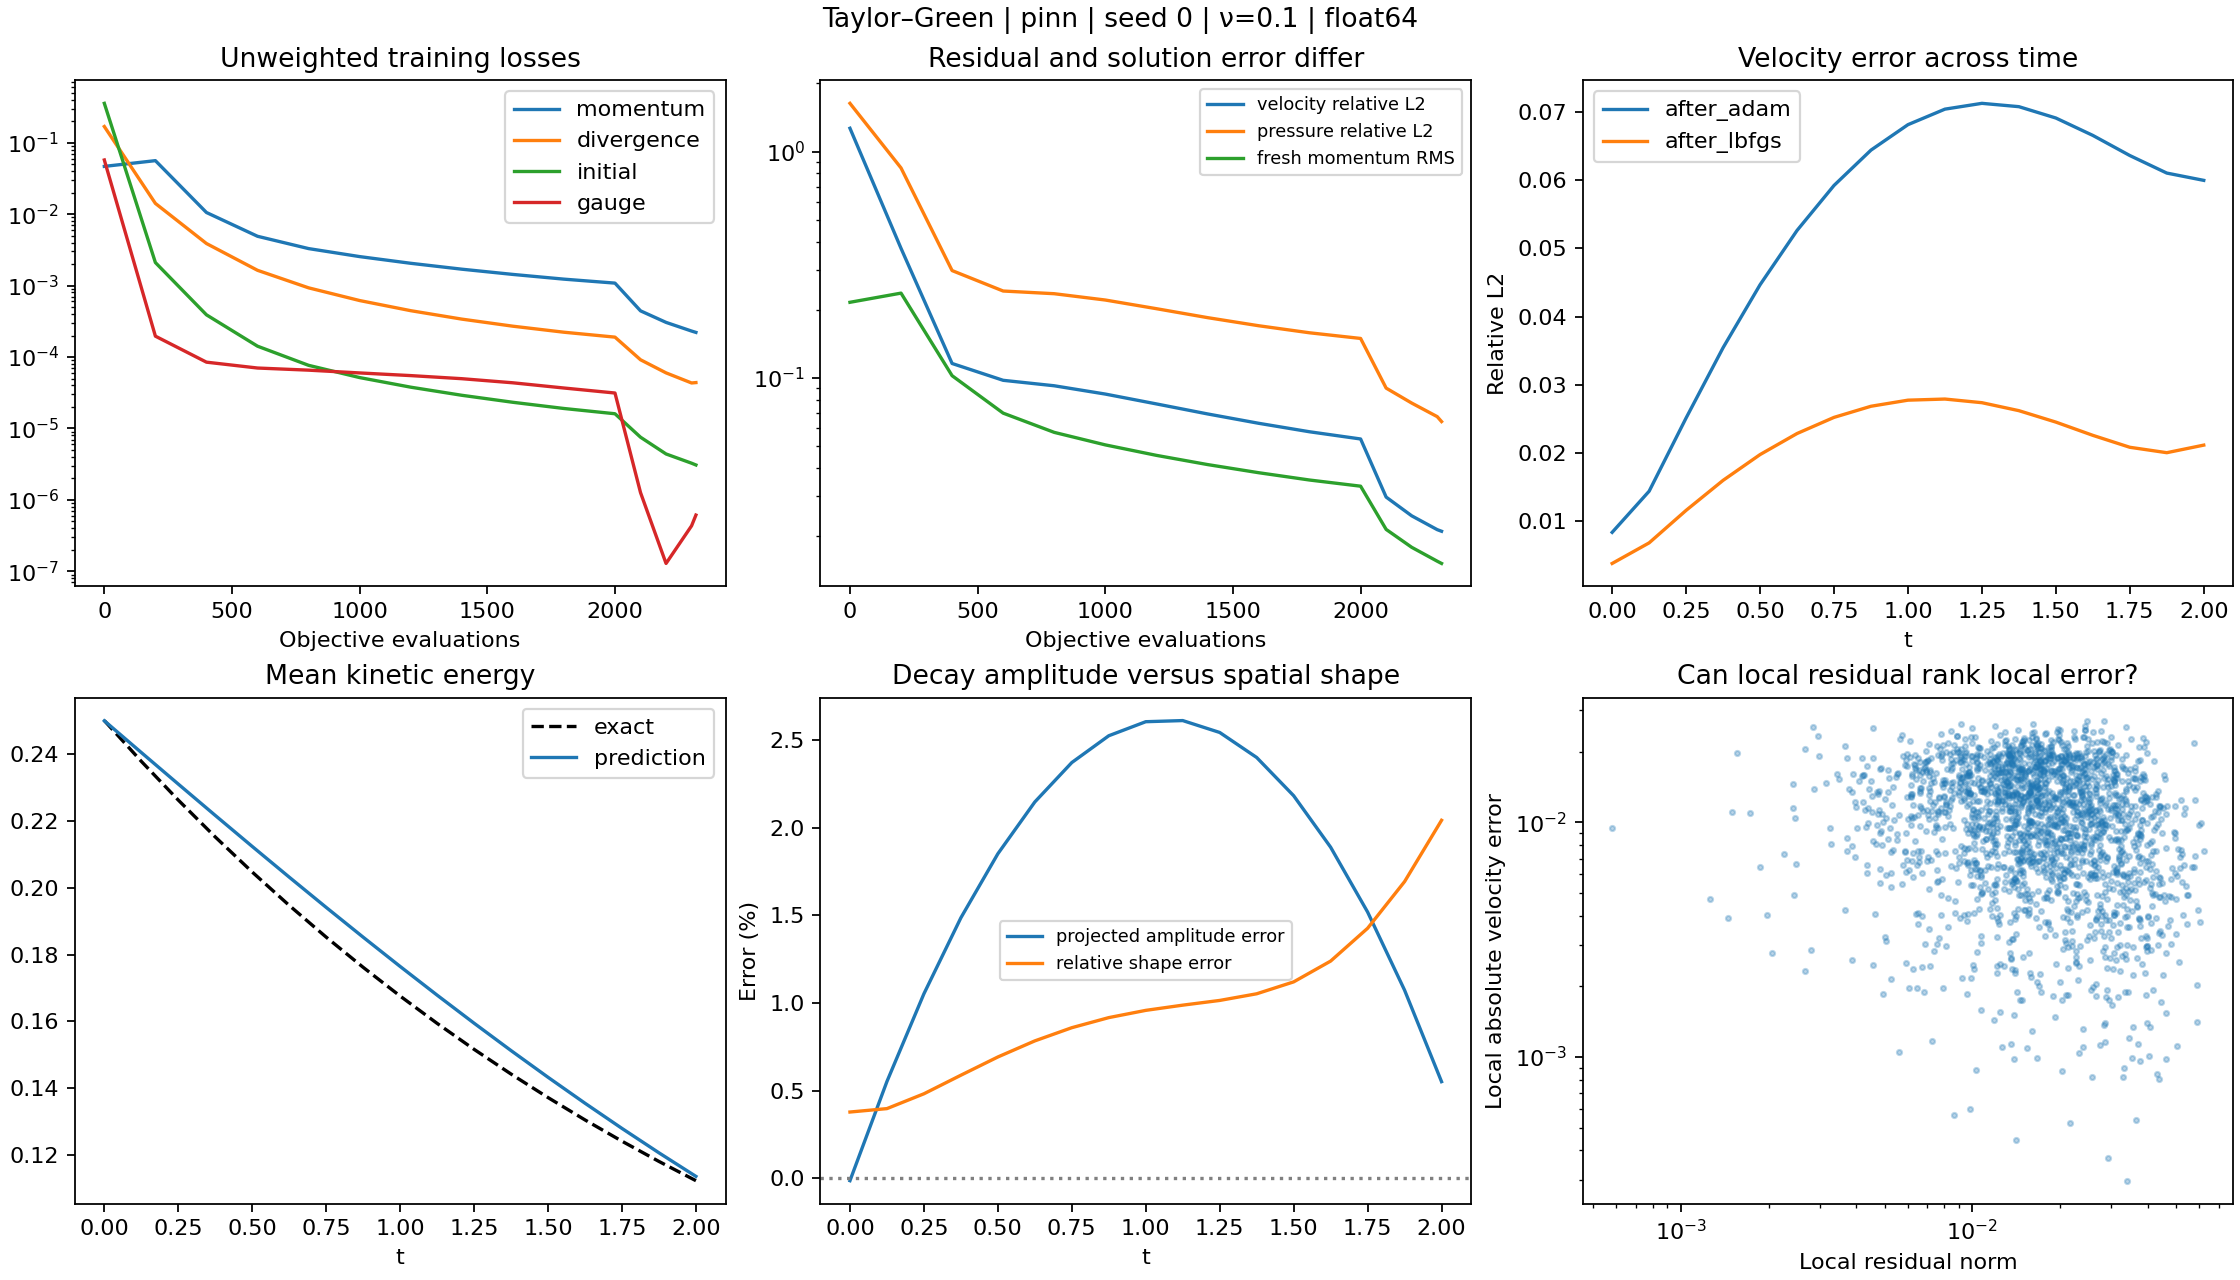 Taylor–Green | pinn | seed 0 | ν=0.1 | float64
Unweighted training losses
momentum
divergence
initial
gauge
10⁻¹
10⁻²
10⁻³
10⁻⁴
10⁻⁵
10⁻⁶
10⁻⁷
0 500 1000 1500 2000
Objective evaluations
Residual and solution error differ
velocity relative L2
pressure relative L2
fresh momentum RMS
10⁰
10⁻¹
0 500 1000 1500 2000
Objective evaluations
Velocity error across time
after_adam
after_lbfgs
Relative L2
0.07
0.06
0.05
0.04
0.03
0.02
0.01
0.00 0.25 0.50 0.75 1.00 1.25 1.50 1.75 2.00
t
Mean kinetic energy
exact
prediction
0.24
0.22
0.20
0.18
0.16
0.14
0.12
0.00 0.25 0.50 0.75 1.00 1.25 1.50 1.75 2.00
t
Decay amplitude versus spatial shape
Error (%)
2.5
2.0
1.5
1.0
0.5
0.0
projected amplitude error
relative shape error
0.00 0.25 0.50 0.75 1.00 1.25 1.50 1.75 2.00
t
Can local residual rank local error?
Local absolute velocity error
10⁻²
10⁻³
10⁻³ 10⁻²
Local residual norm